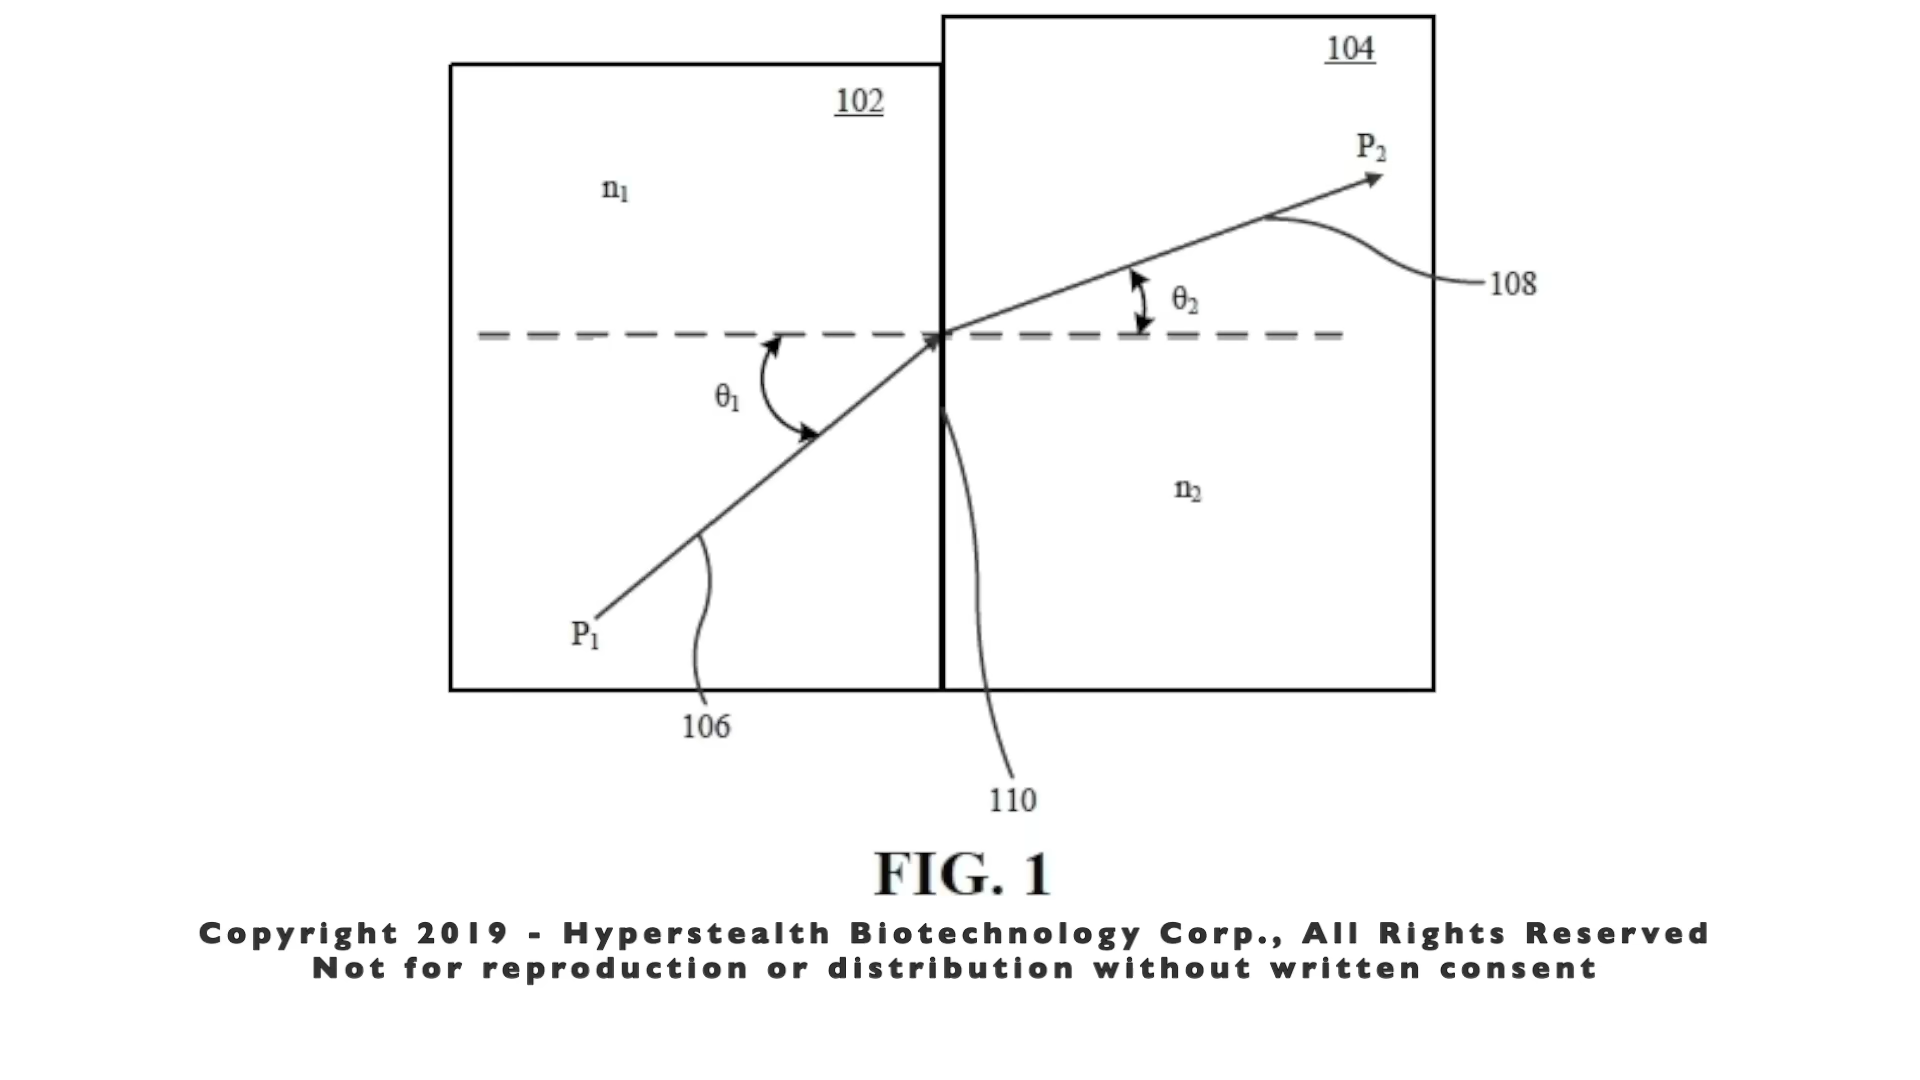 104
102
P₂
n₁
108
θ₂
θ₁
n₂
P₁
106
110
FIG. 1
Copyright 2019 - Hyperstealth Biotechnology Corp., All Rights Reserved
Not for reproduction or distribution without written consent